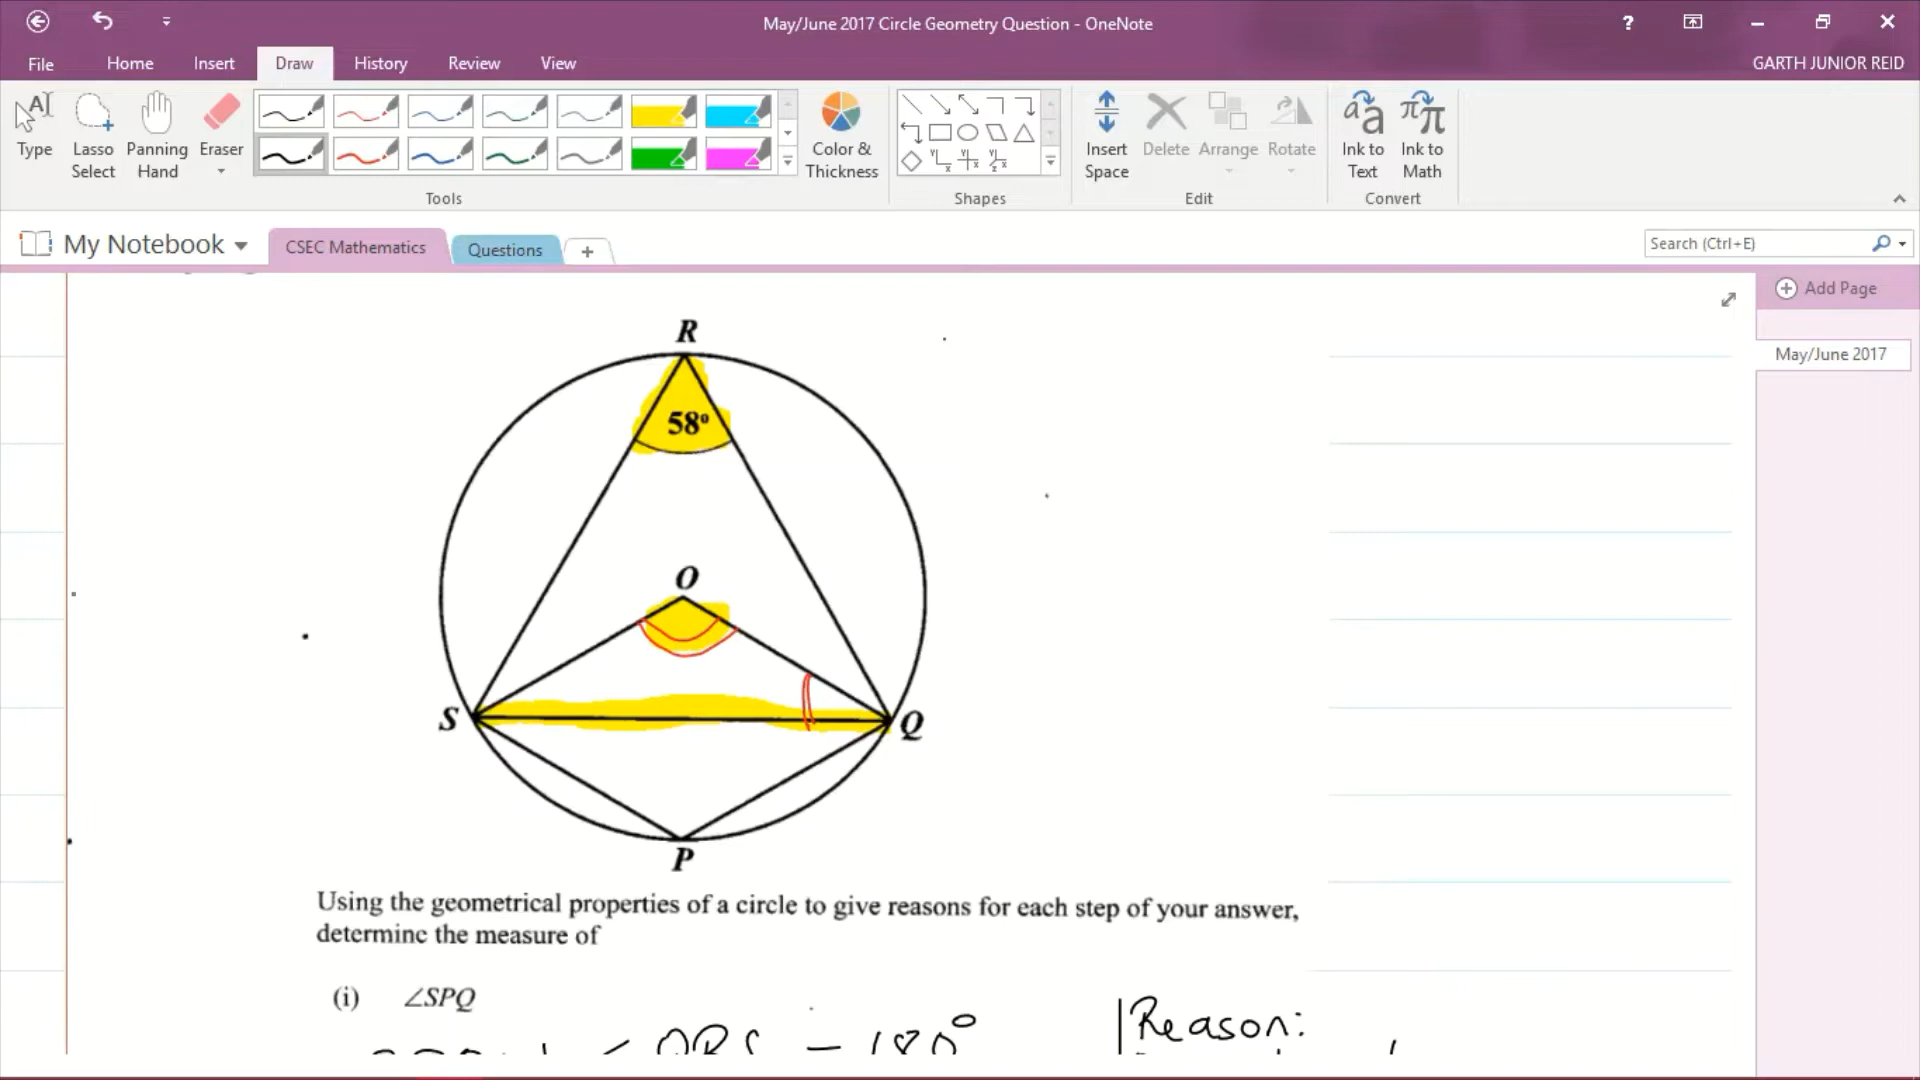 May/June 2017 Circle Geometry Question - OneNote
?
File
Home
Insert
Draw
History
Review
View
GARTH JUNIOR REID
Type
Lasso Select
Panning Hand
Eraser
Color & Thickness
Insert Space
Delete
Arrange
Rotate
Ink to Text
Ink to Math
Tools
Shapes
Edit
Convert
My Notebook
CSEC Mathematics
Questions
Search (Ctrl+E)
Add Page
May/June 2017
R
58°
O
S
Q
P
Using the geometrical properties of a circle to give reasons for each step of your answer,
determine the measure of
(i) ∠SPQ
= 180°
Reason: